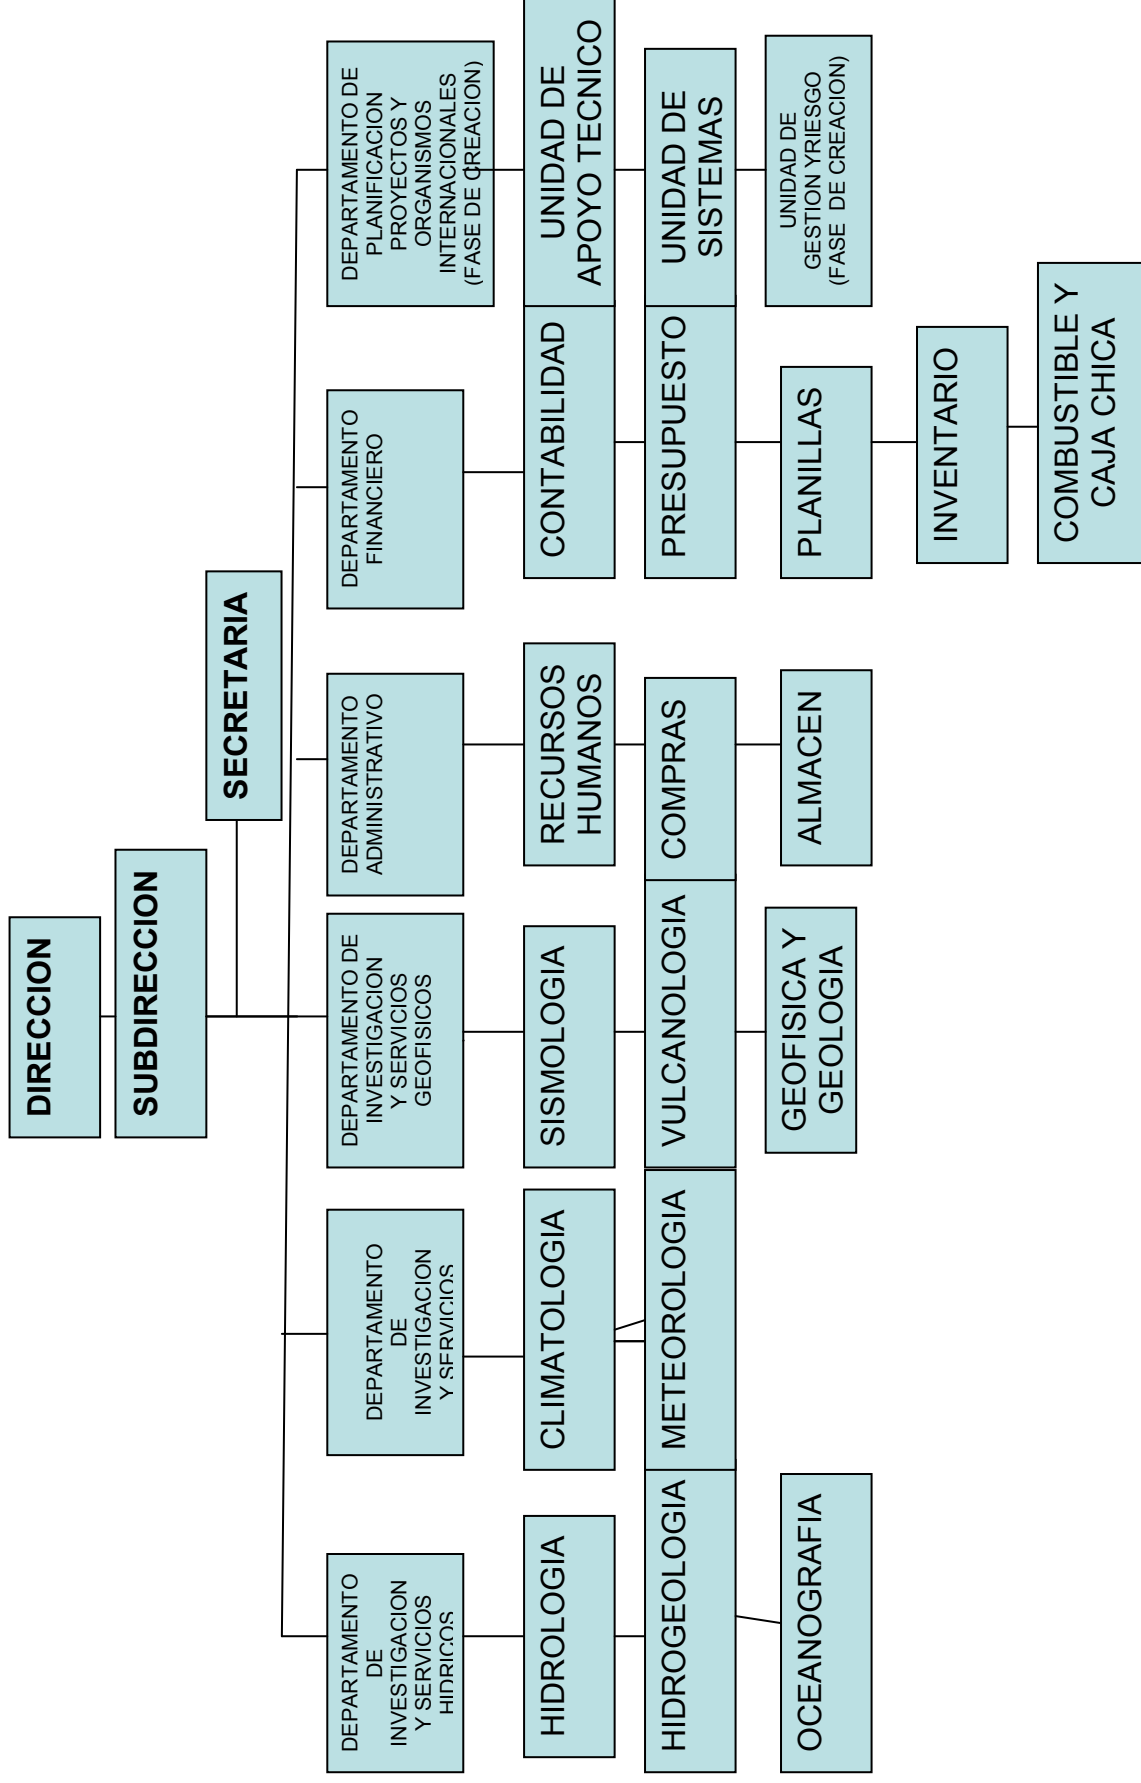 DIRECCION
SUBDIRECCION
SECRETARIA
DEPARTAMENTO
DE
INVESTIGACION
Y SERVICIOS
HIDRICOS
DEPARTAMENTO
DE
INVESTIGACION
Y SERVICIOS
DEPARTAMENTO DE
INVESTIGACION
Y SERVICIOS
GEOFISICOS
DEPARTAMENTO
ADMINISTRATIVO
DEPARTAMENTO
FINANCIERO
DEPARTAMENTO DE
PLANIFICACION
PROYECTOS Y
ORGANISMOS
INTERNACIONALES
(FASE DE CREACION)
HIDROLOGIA
CLIMATOLOGIA
SISMOLOGIA
RECURSOS
HUMANOS
CONTABILIDAD
UNIDAD DE
APOYO TECNICO
HIDROGEOLOGIA
METEOROLOGIA
VULCANOLOGIA
COMPRAS
PRESUPUESTO
UNIDAD DE
SISTEMAS
OCEANOGRAFIA
GEOFISICA Y
GEOLOGIA
ALMACEN
PLANILLAS
UNIDAD DE
GESTION YRIESGO
(FASE DE CREACION)
INVENTARIO
COMBUSTIBLE Y
CAJA CHICA